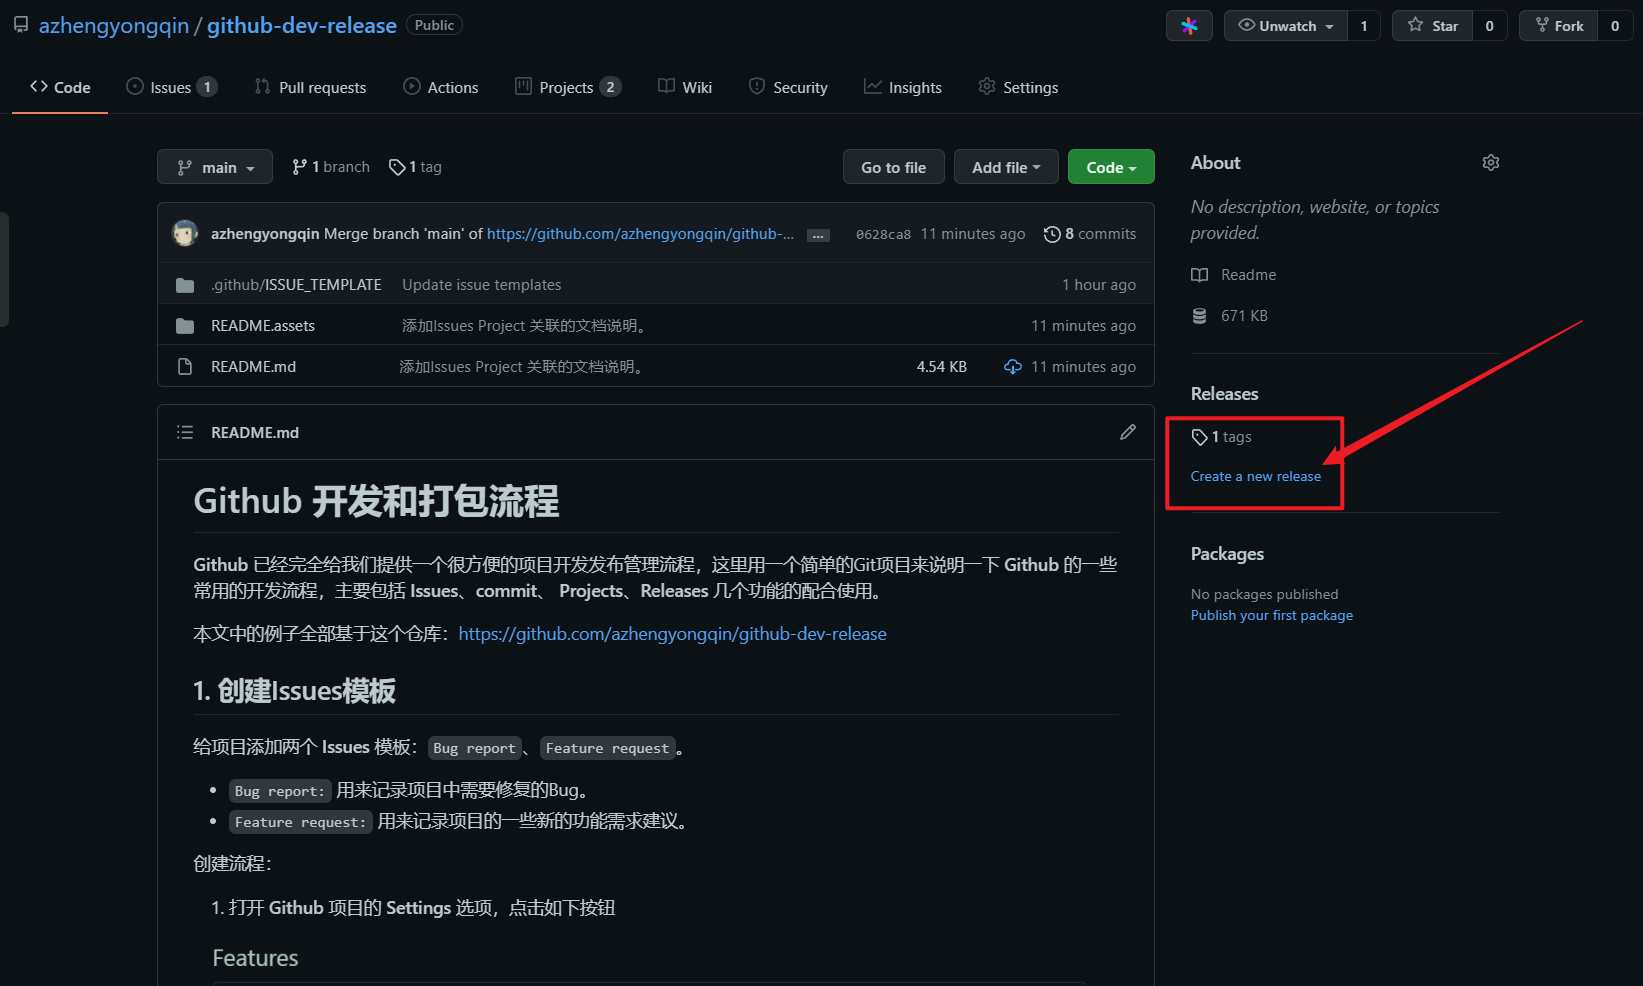 azhengyongqin / github-dev-release Public
Unwatch 1 Star 0 Fork 0
Code Issues 1 Pull requests Actions Projects 2 Wiki Security Insights Settings
main 1 branch 1 tag Go to file Add file Code
azhengyongqin Merge branch 'main' of https://github.com/azhengyongqin/github-... ... 0628ca8 11 minutes ago 8 commits
.github/ISSUE_TEMPLATE Update issue templates 1 hour ago
README.assets 添加Issues Project 关联的文档说明。 11 minutes ago
README.md 添加Issues Project 关联的文档说明。 4.54 KB 11 minutes ago
README.md
Github 开发和打包流程
Github 已经完全给我们提供一个很方便的项目开发发布管理流程，这里用一个简单的Git项目来说明一下 Github 的一些
常用的开发流程，主要包括 Issues、commit、 Projects、Releases 几个功能的配合使用。
本文中的例子全部基于这个仓库：https://github.com/azhengyongqin/github-dev-release
1. 创建Issues模板
给项目添加两个 Issues 模板：Bug report、Feature request。
• Bug report: 用来记录项目中需要修复的Bug。
• Feature request: 用来记录项目的一些新的功能需求建议。
创建流程：
1. 打开 Github 项目的 Settings 选项，点击如下按钮
Features
About
No description, website, or topics
provided.
Readme
671 KB
Releases
1 tags
Create a new release
Packages
No packages published
Publish your first package